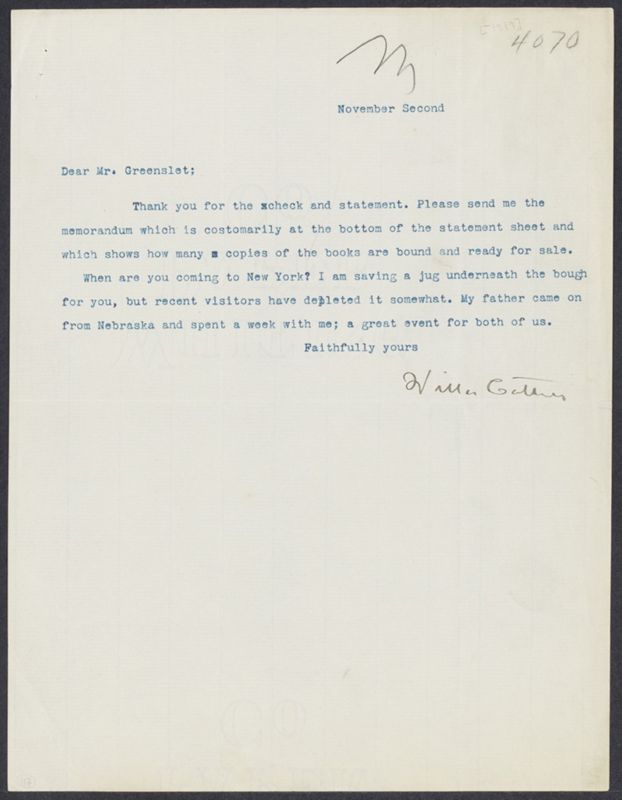 4070
November Second
Dear Mr. Greenslet;
Thank you for the xcheck and statement. Please send me the
memorandum which is costomarily at the bottom of the statement sheet and
which shows how many copies of the books are bound and ready for sale.
When are you coming to New York? I am saving a jug underneath the bough
for you, but recent visitors have depleted it somewhat. My father came on
from Nebraska and spent a week with me; a great event for both of us.
Faithfully yours
Willa Cather